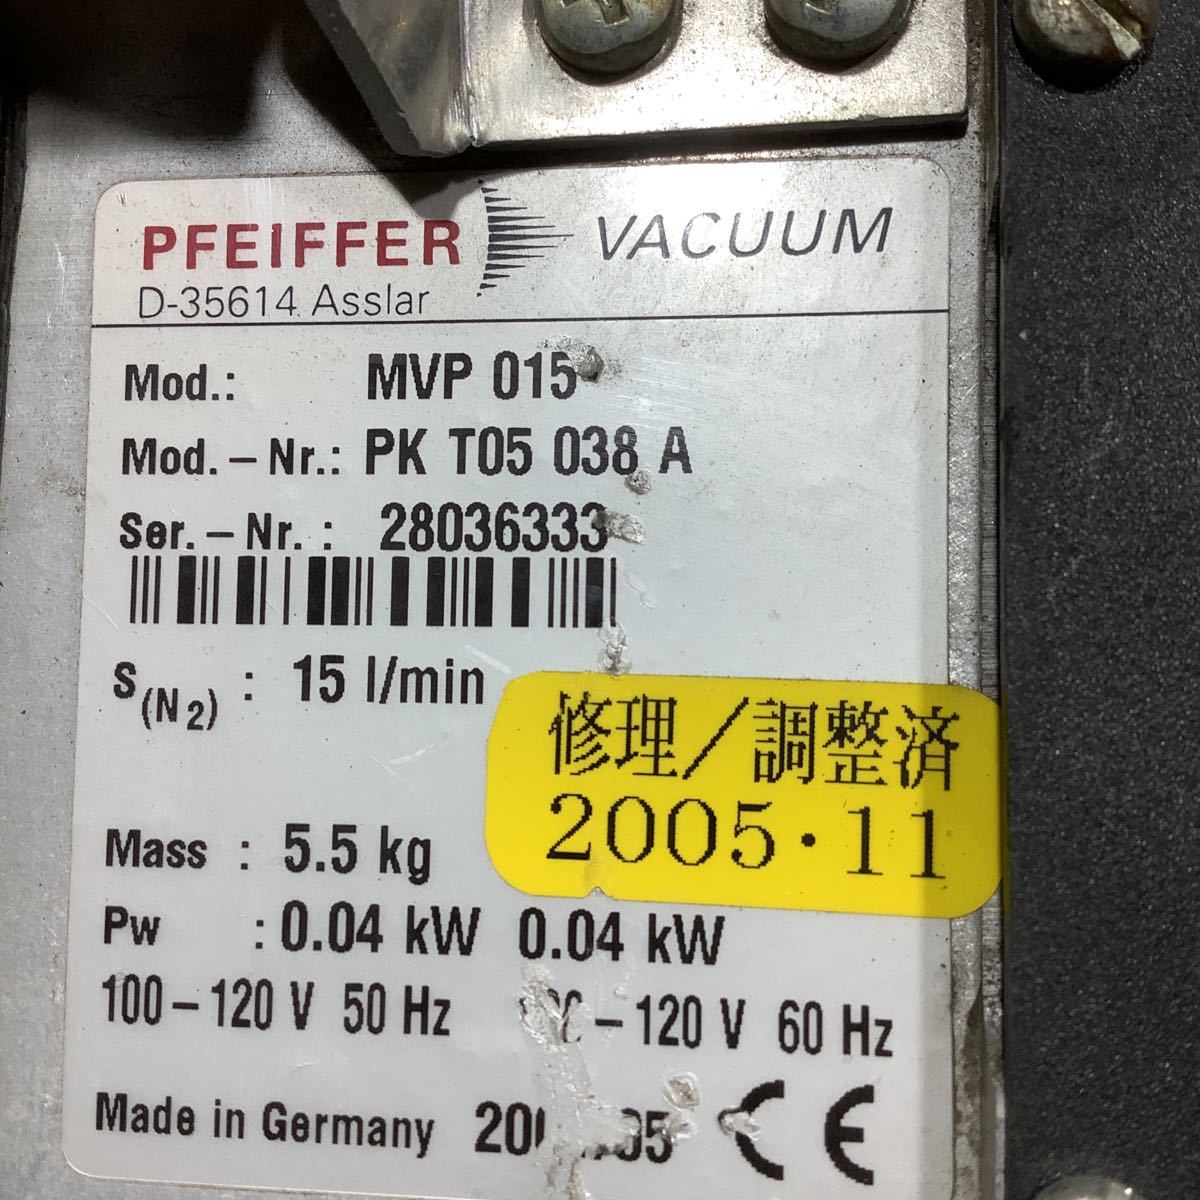 PFEIFFER VACUUM
D-35614 Asslar
Mod.: MVP 015
Mod.–Nr.: PK T05 038 A
Ser.–Nr. : 28036333
S(N2) : 15 l/min
修理/調整済
2005・11
Mass : 5.5 kg
Pw : 0.04 kW 0.04 kW
100–120 V 50 Hz –120 V 60 Hz
Made in Germany CE